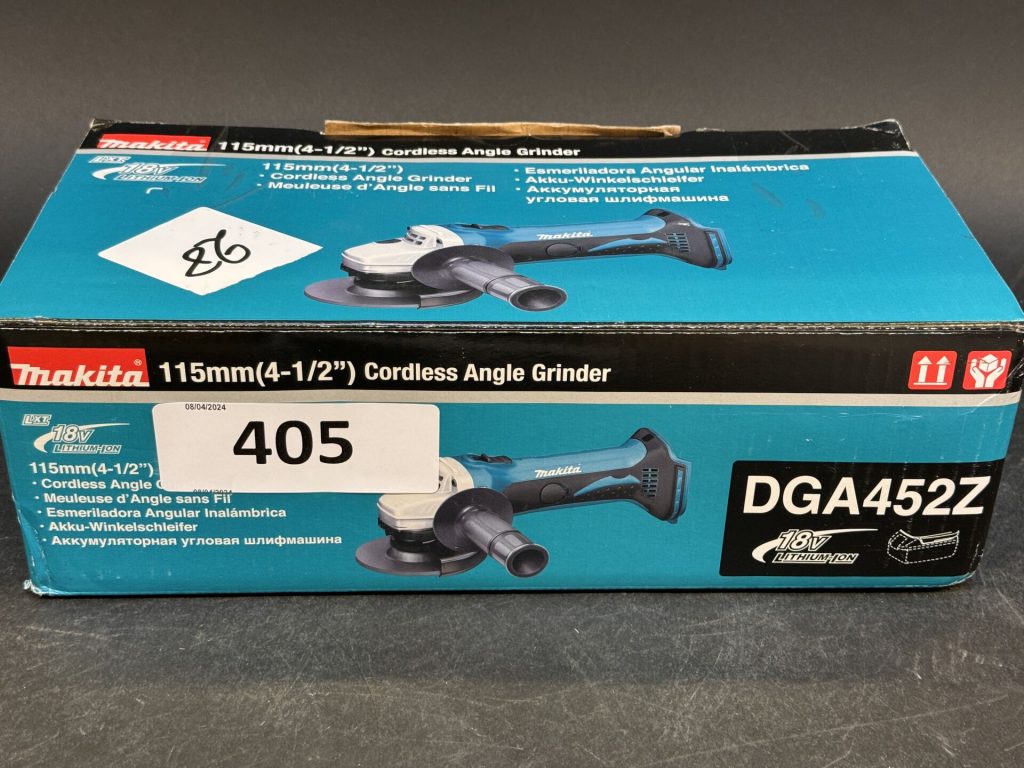 makita 115mm(4-1/2") Cordless Angle Grinder
LXT
18V
LITHIUM-ION
115mm(4-1/2")
· Cordless Angle Grinder
· Meuleuse d'Angle sans Fil
· Esmeriladora Angular Inalámbrica
· Akku-Winkelschleifer
· Аккумуляторная
угловая шлифмашина
makita
makita® 115mm(4-1/2") Cordless Angle Grinder
LXT
18V
LITHIUM-ION
08/04/2024
405
115mm(4-1/2")
· Cordless Angle
· Meuleuse d'Angle sans Fil
· Esmeriladora Angular Inalámbrica
· Akku-Winkelschleifer
· Аккумуляторная угловая шлифмашина
makita
DGA452Z
18V
LITHIUM-ION